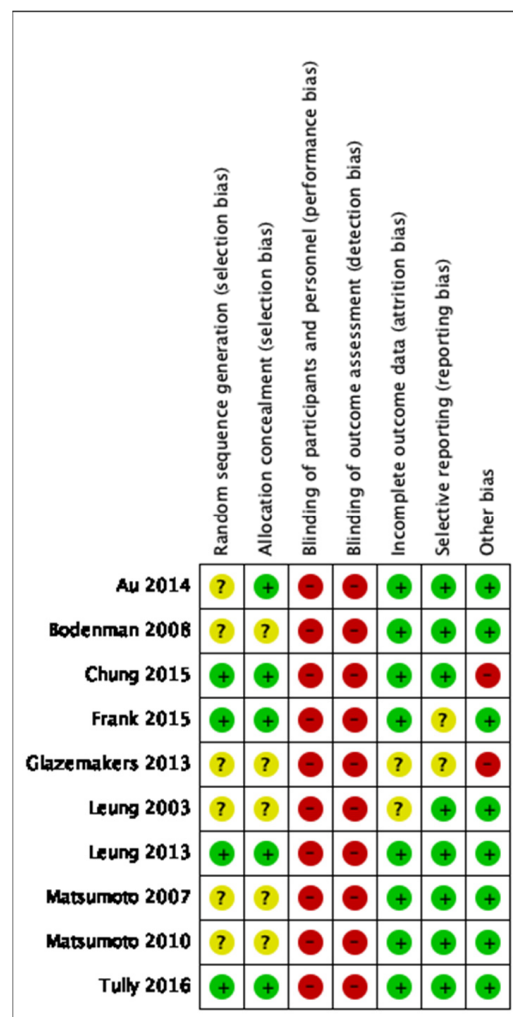 Random sequence generation (selection bias)
Allocation concealment (selection bias)
Blinding of participants and personnel (performance bias)
Blinding of outcome assessment (detection bias)
Incomplete outcome data (attrition bias)
Selective reporting (reporting bias)
Other bias
Au 2014 ? + - - + + +
Bodenman 2008 ? ? - - + + +
Chung 2015 + + - - + + -
Frank 2015 + + - - + ? +
Glazemakers 2013 ? ? - - ? ? -
Leung 2003 ? ? - - ? + +
Leung 2013 + + - - + + +
Matsumoto 2007 ? ? - - + + +
Matsumoto 2010 ? ? - - + + +
Tully 2016 + + - - + + +